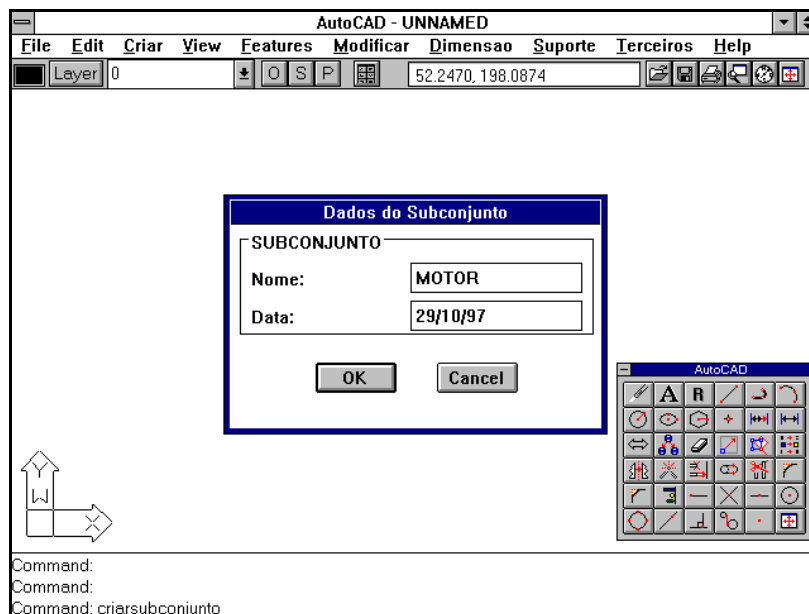 AutoCAD - UNNAMED
File Edit Criar View Features Modificar Dimensao Suporte Terceiros Help
Layer 0 O S P 52.2470, 198.0874
Dados do Subconjunto
SUBCONJUNTO
Nome: MOTOR
Data: 29/10/97
OK Cancel
AutoCAD
A R
Y
W
X
Command:
Command:
Command: criarsubconjunto